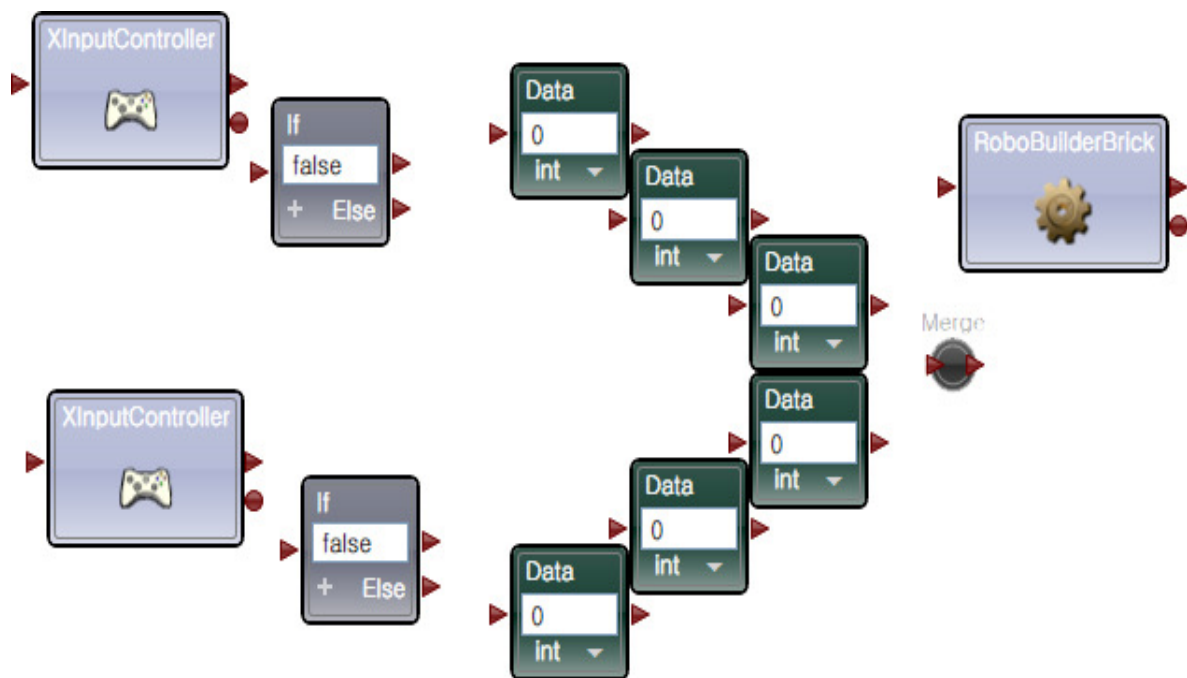 XInputController
If
false
+ Else
Data
0
int
Data
0
int
Data
0
int
RoboBuilderBrick
Merge
XInputController
If
false
+ Else
Data
0
int
Data
0
int
Data
0
int